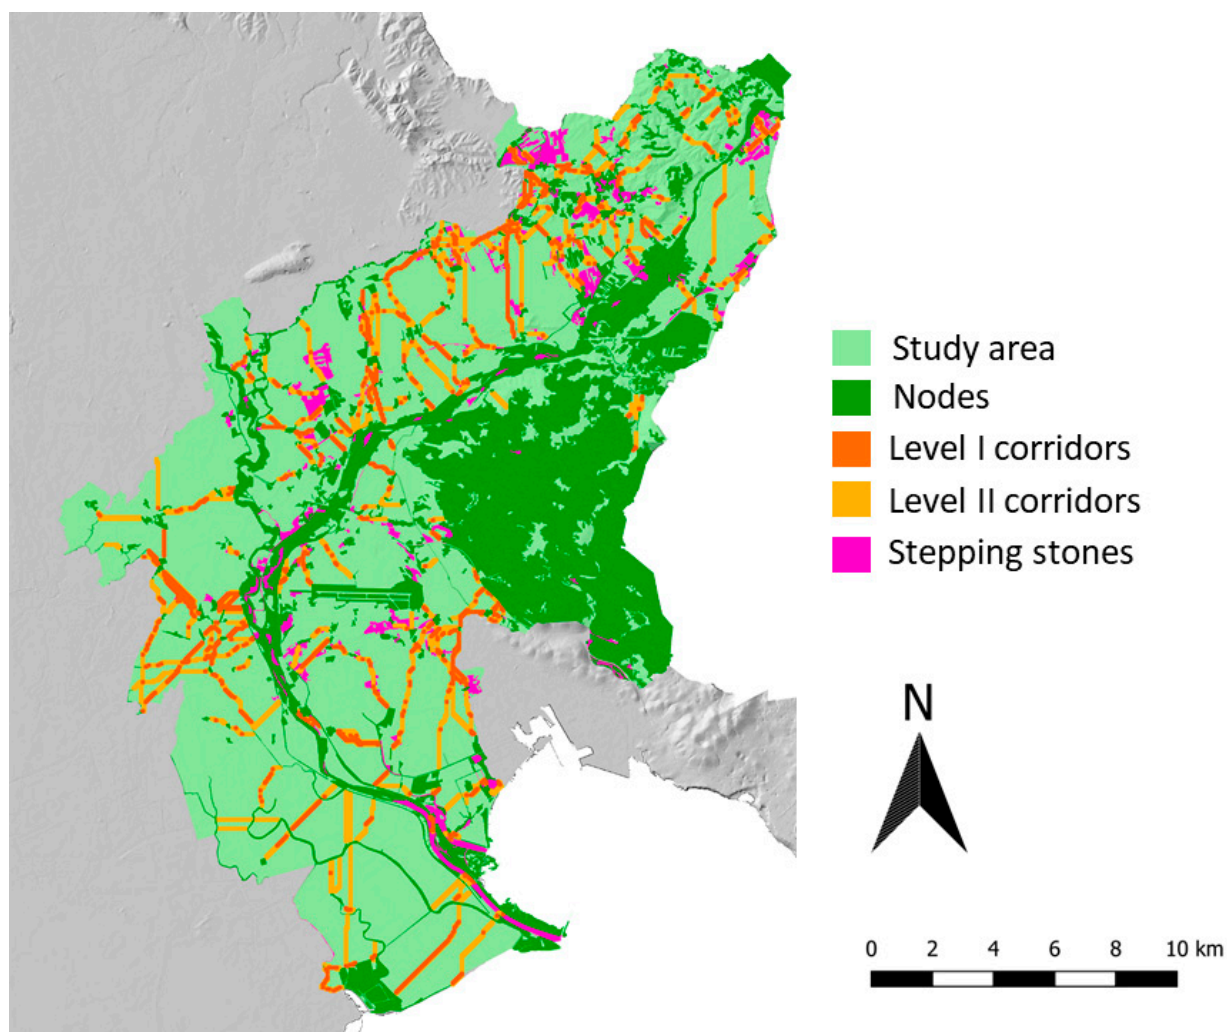 Study area
Nodes
Level I corridors
Level II corridors
Stepping stones
N
0 2 4 6 8 10 km